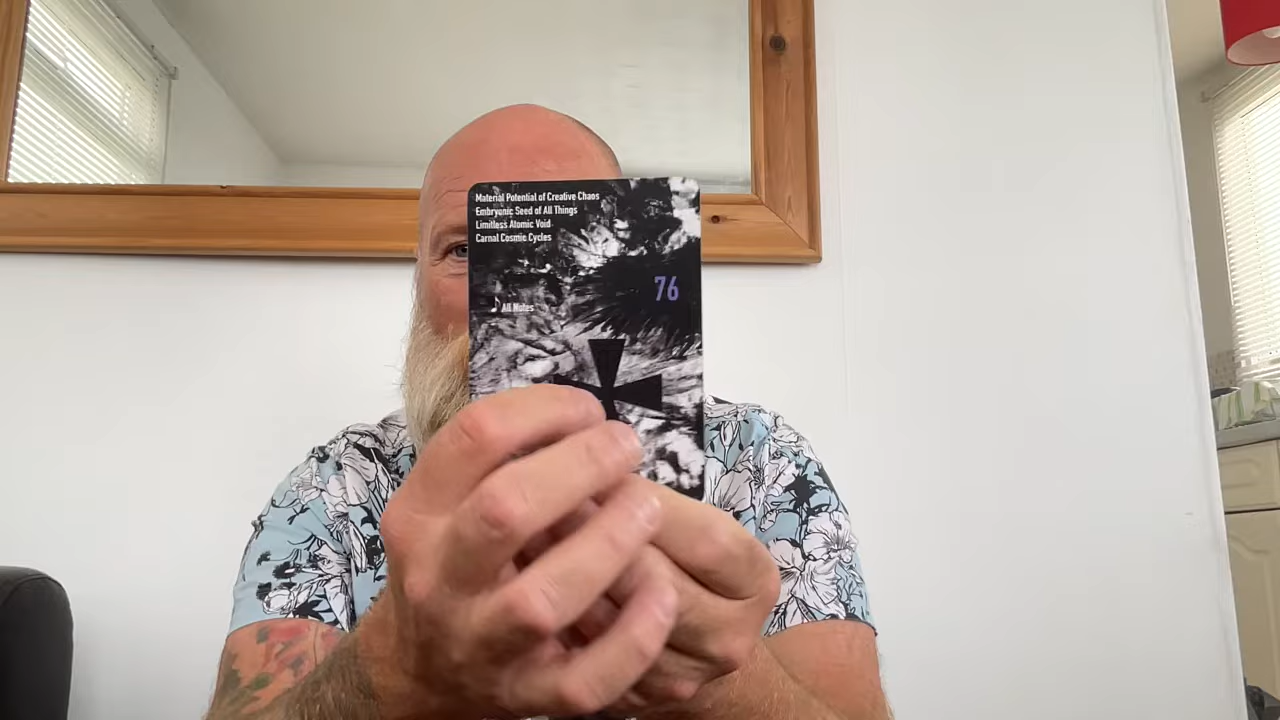 Material Potential of Creative Chaos
Embryonic Seed of All Things
Limitless Atomic Void
Carnal Cosmic Cycles
76
All Notes